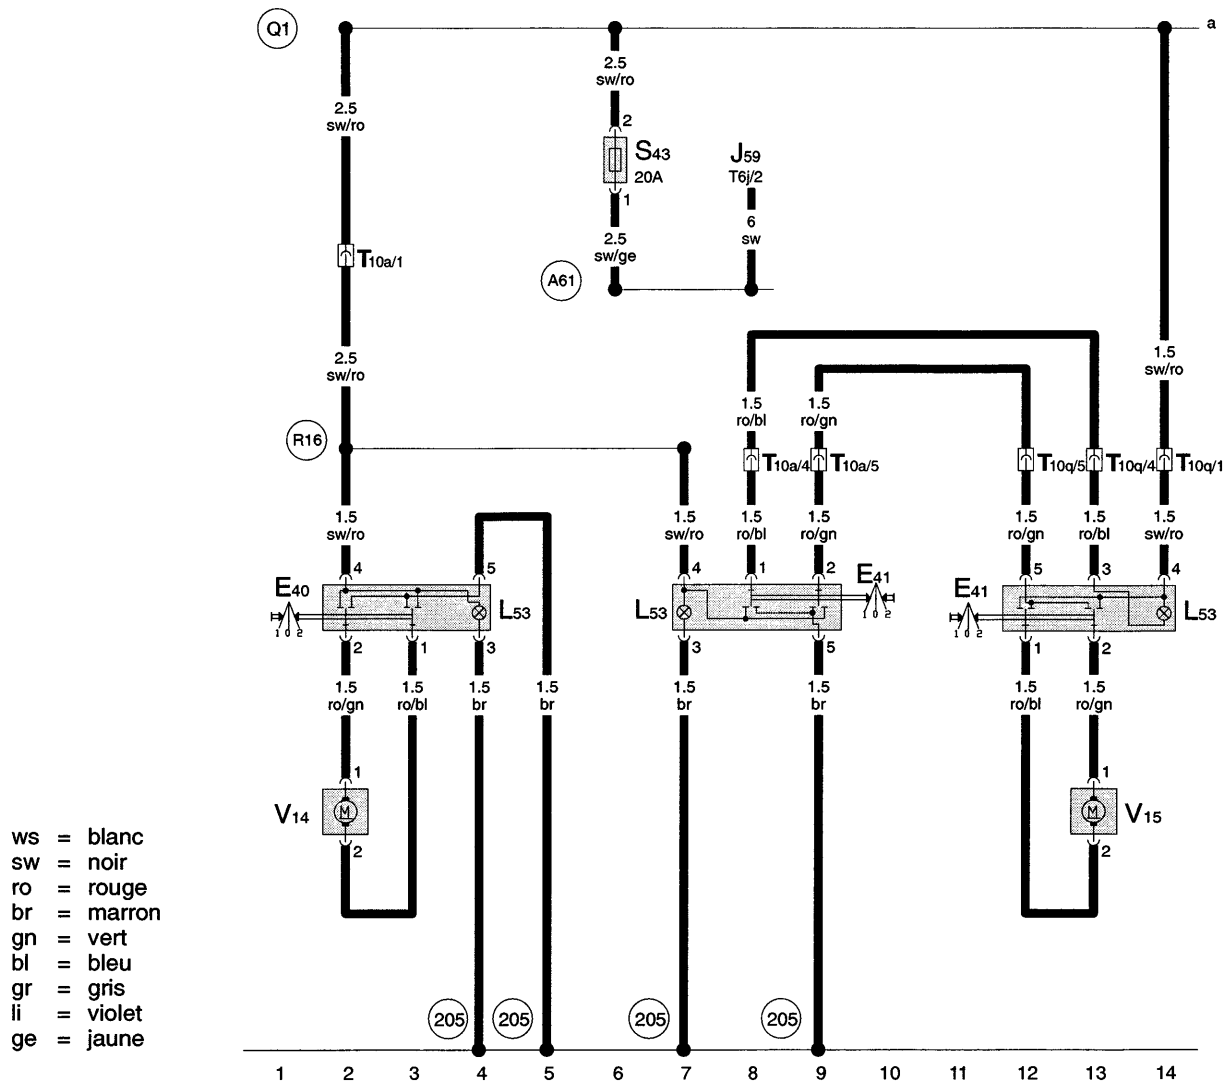 Q1
a
2.5
sw/ro
2.5
sw/ro
2
S43
20A
1
J59
T6j/2
6
sw
2.5
sw/ge
T10a/1
A61
2.5
sw/ro
1.5
sw/ro
1.5
ro/bl
1.5
ro/gn
R16
T10a/4
T10a/5
T10q/5
T10q/4
T10q/1
1.5
sw/ro
1.5
sw/ro
1.5
ro/bl
1.5
ro/gn
1.5
ro/gn
1.5
ro/bl
1.5
sw/ro
4
5
4
1
2
5
3
4
E40
1 0 2
L53
L53
E41
1 0 2
E41
1 0 2
L53
2
1
3
3
5
1
2
1.5
ro/gn
1.5
ro/bl
1.5
br
1.5
br
1.5
br
1.5
br
1.5
ro/bl
1.5
ro/gn
1
V14
M
2
1
M
V15
2
ws = blanc
sw = noir
ro = rouge
br = marron
gn = vert
bl = bleu
gr = gris
li = violet
ge = jaune
205
205
205
205
1 2 3 4 5 6 7 8 9 10 11 12 13 14